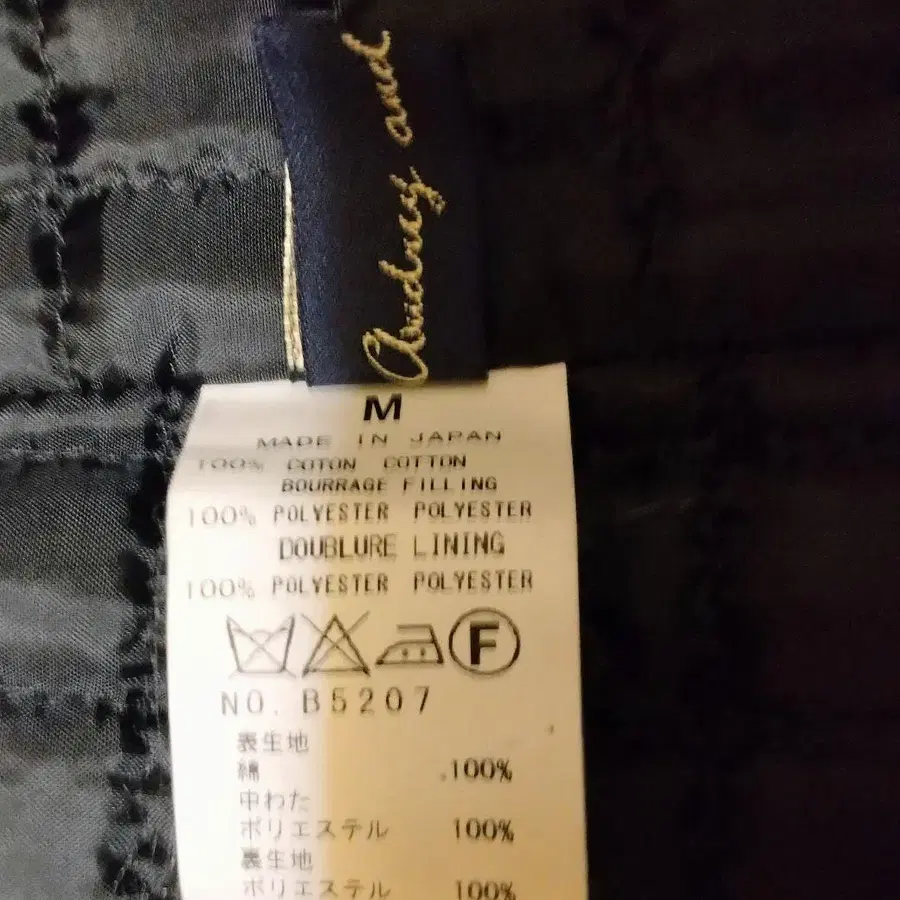 Audrey and
M
MADE IN JAPAN
100% COTON COTTON
BOURRAGE FILLING
100% POLYESTER POLYESTER
DOUBLURE LINING
100% POLYESTER POLYESTER
F
NO. B5207
表生地
綿 100%
中わた
ポリエステル 100%
裏生地
ポリエステル 100%